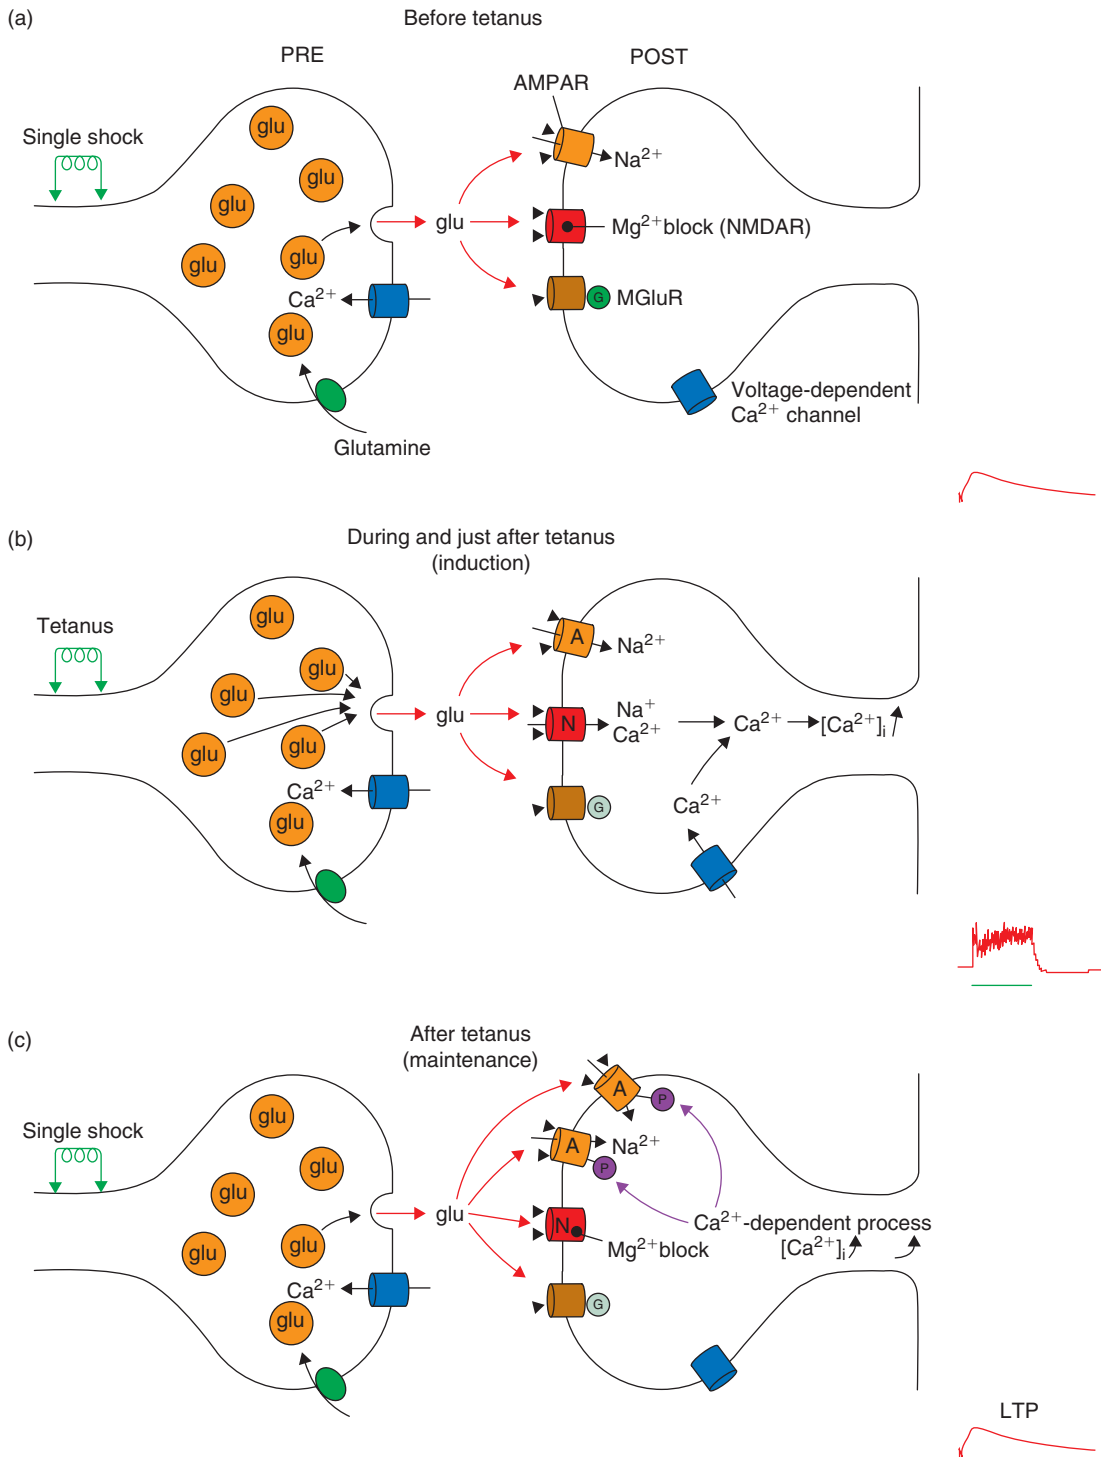 (a)
Before tetanus
PRE
POST
AMPAR
Single shock
glu
glu
glu
glu
glu
glu
glu
Na²⁺
Mg²⁺block (NMDAR)
Ca²⁺
G
MGluR
Voltage-dependent
Ca²⁺ channel
Glutamine
(b)
During and just after tetanus
(induction)
Tetanus
glu
glu
glu
glu
glu
glu
glu
A
Na²⁺
N
Na⁺
Ca²⁺
Ca²⁺
[Ca²⁺]i
Ca²⁺
Ca²⁺
G
(c)
After tetanus
(maintenance)
Single shock
glu
glu
glu
glu
glu
glu
glu
A
P
A
Na²⁺
P
N
Mg²⁺block
Ca²⁺-dependent process
[Ca²⁺]i
Ca²⁺
G
LTP